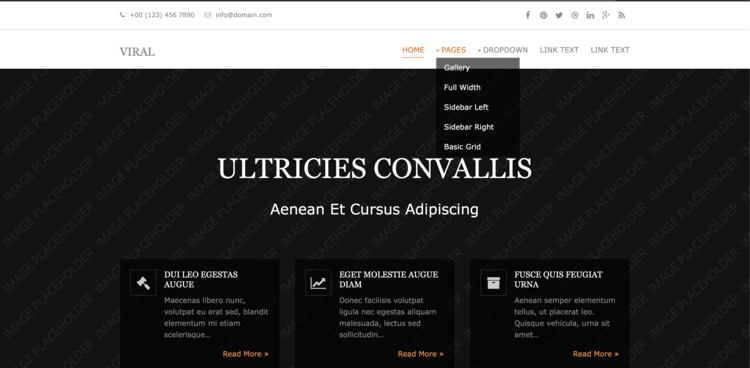 +00 (123) 456 7890 info@domain.com
VIRAL
HOME PAGES DROPDOWN LINK TEXT LINK TEXT
Gallery
Full Width
Sidebar Left
Sidebar Right
Basic Grid
IMAGE PLACEHOLDER
ULTRICIES CONVALLIS
Aenean Et Cursus Adipiscing
DUI LEO EGESTAS
AUGUE
Maecenas libero nunc,
volutpat eu erat sed, blandit
elementum mi etiam
scelerisque…
Read More »
EGET MOLESTIE AUGUE
DIAM
Donec facilisis volutpat
ligula nec egestas aliquam
malesuada, lectus sed
sollicitudin…
Read More »
FUSCE QUIS FEUGIAT
URNA
Aenean semper elementum
tellus, ut placerat leo.
Quisque vehicula, urna sit
amet…
Read More »